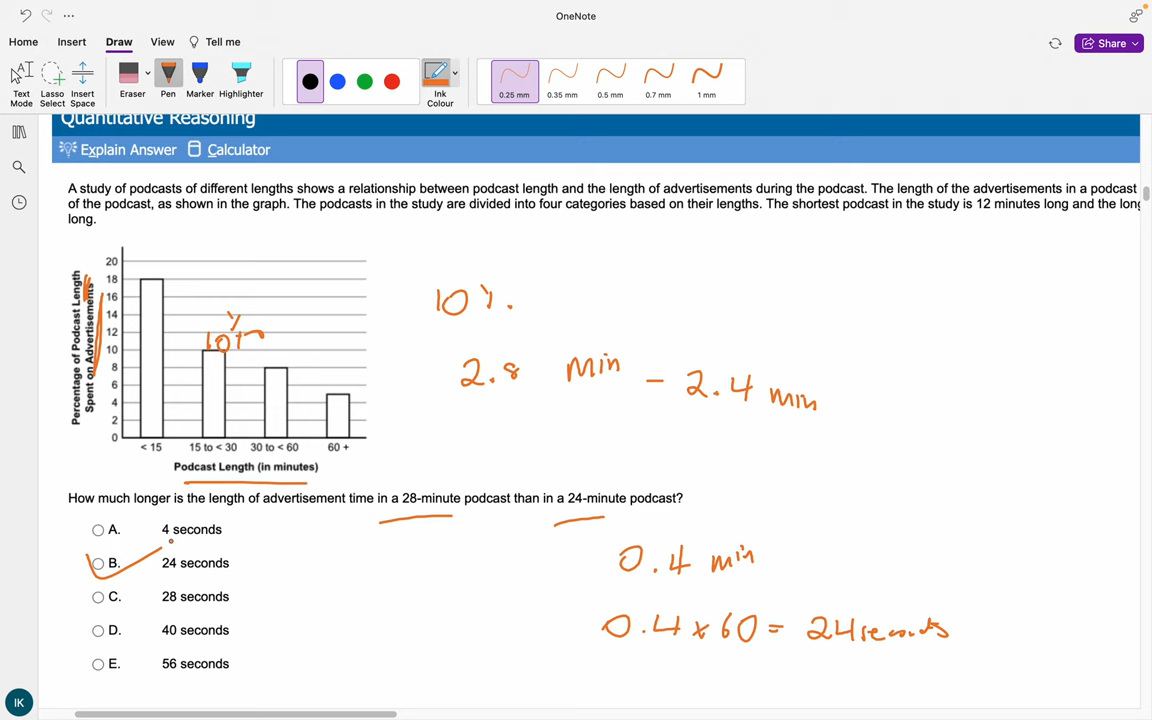 OneNote
Home Insert Draw View Tell me
Share
Text Mode
Lasso Select
Insert Space
Eraser
Pen
Marker
Highlighter
Ink Colour
0.25 mm
0.35 mm
0.5 mm
0.7 mm
1 mm
Quantitative Reasoning
Explain Answer Calculator
A study of podcasts of different lengths shows a relationship between podcast length and the length of advertisements during the podcast. The length of the advertisements in a podcast
of the podcast, as shown in the graph. The podcasts in the study are divided into four categories based on their lengths. The shortest podcast in the study is 12 minutes long and the
long.
Percentage of Podcast Length
Spent on Advertisements
20
18
16
14
12
10
8
6
4
2
0
10%
< 15 15 to < 30 30 to < 60 60 +
Podcast Length (in minutes)
10%.
2.8 min - 2.4 min
How much longer is the length of advertisement time in a 28-minute podcast than in a 24-minute podcast?
A. 4 seconds
B. 24 seconds
C. 28 seconds
D. 40 seconds
E. 56 seconds
0.4 min
0.4 x 60 = 24 seconds
IK